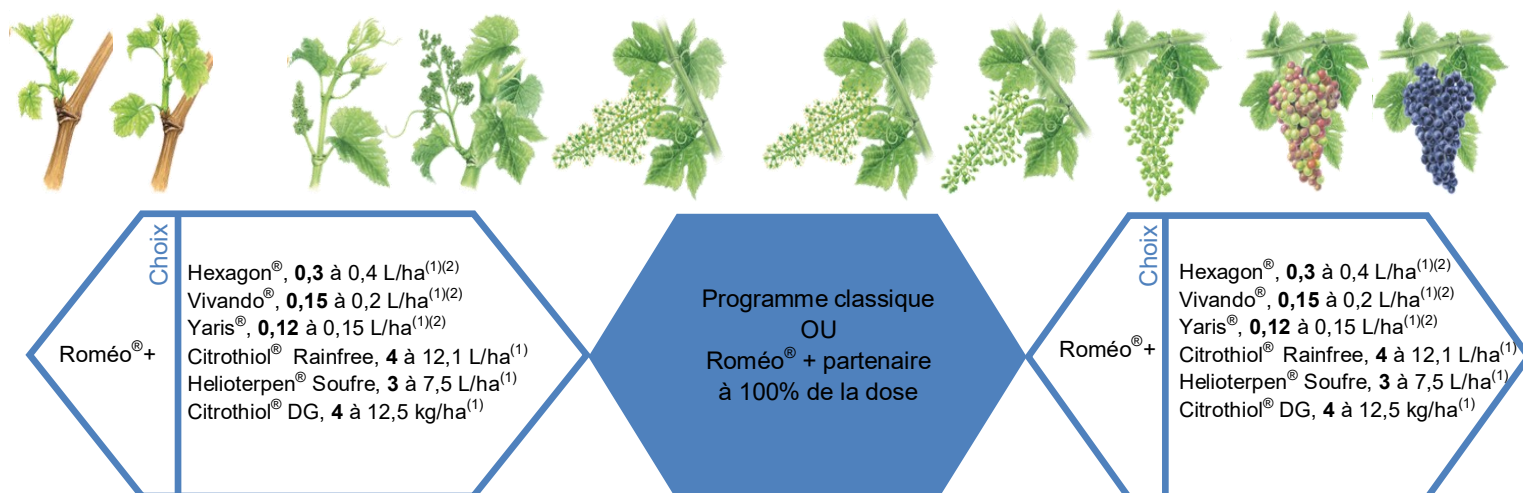 Choix
Roméo®+
Hexagon®, 0,3 à 0,4 L/ha(1)(2)
Vivando®, 0,15 à 0,2 L/ha(1)(2)
Yaris®, 0,12 à 0,15 L/ha(1)(2)
Citrothiol® Rainfree, 4 à 12,1 L/ha(1)
Helioterpen® Soufre, 3 à 7,5 L/ha(1)
Citrothiol® DG, 4 à 12,5 kg/ha(1)
Programme classique
OU
Roméo® + partenaire
à 100% de la dose
Choix
Roméo®+
Hexagon®, 0,3 à 0,4 L/ha(1)(2)
Vivando®, 0,15 à 0,2 L/ha(1)(2)
Yaris®, 0,12 à 0,15 L/ha(1)(2)
Citrothiol® Rainfree, 4 à 12,1 L/ha(1)
Helioterpen® Soufre, 3 à 7,5 L/ha(1)
Citrothiol® DG, 4 à 12,5 kg/ha(1)